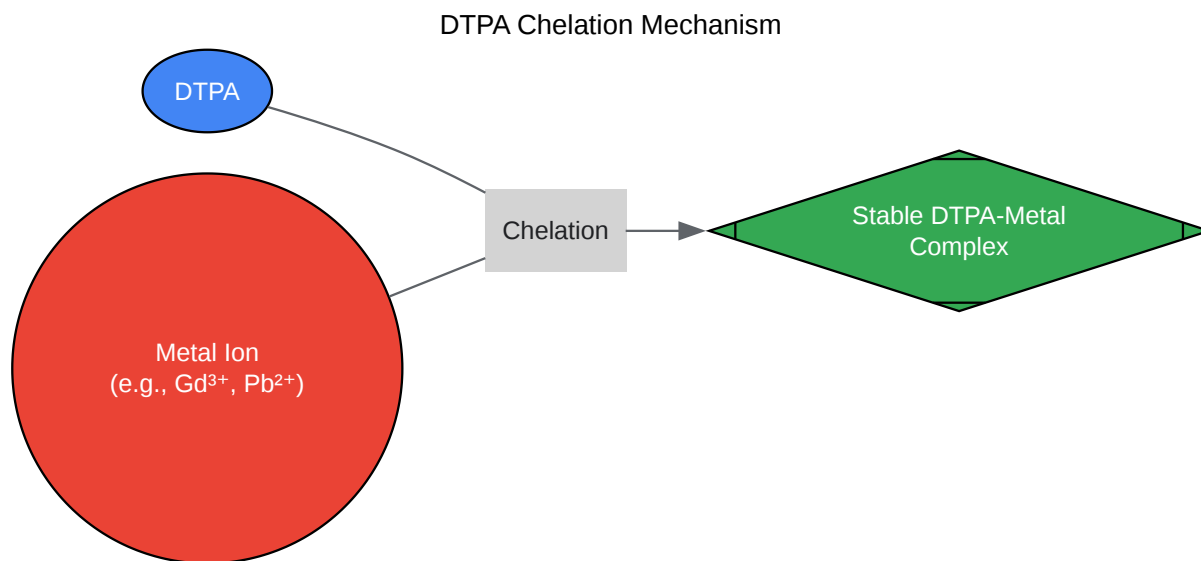 DTPA Chelation Mechanism
DTPA
Chelation
Stable DTPA-Metal
Complex
Metal Ion
(e.g., Gd³⁺, Pb²⁺)